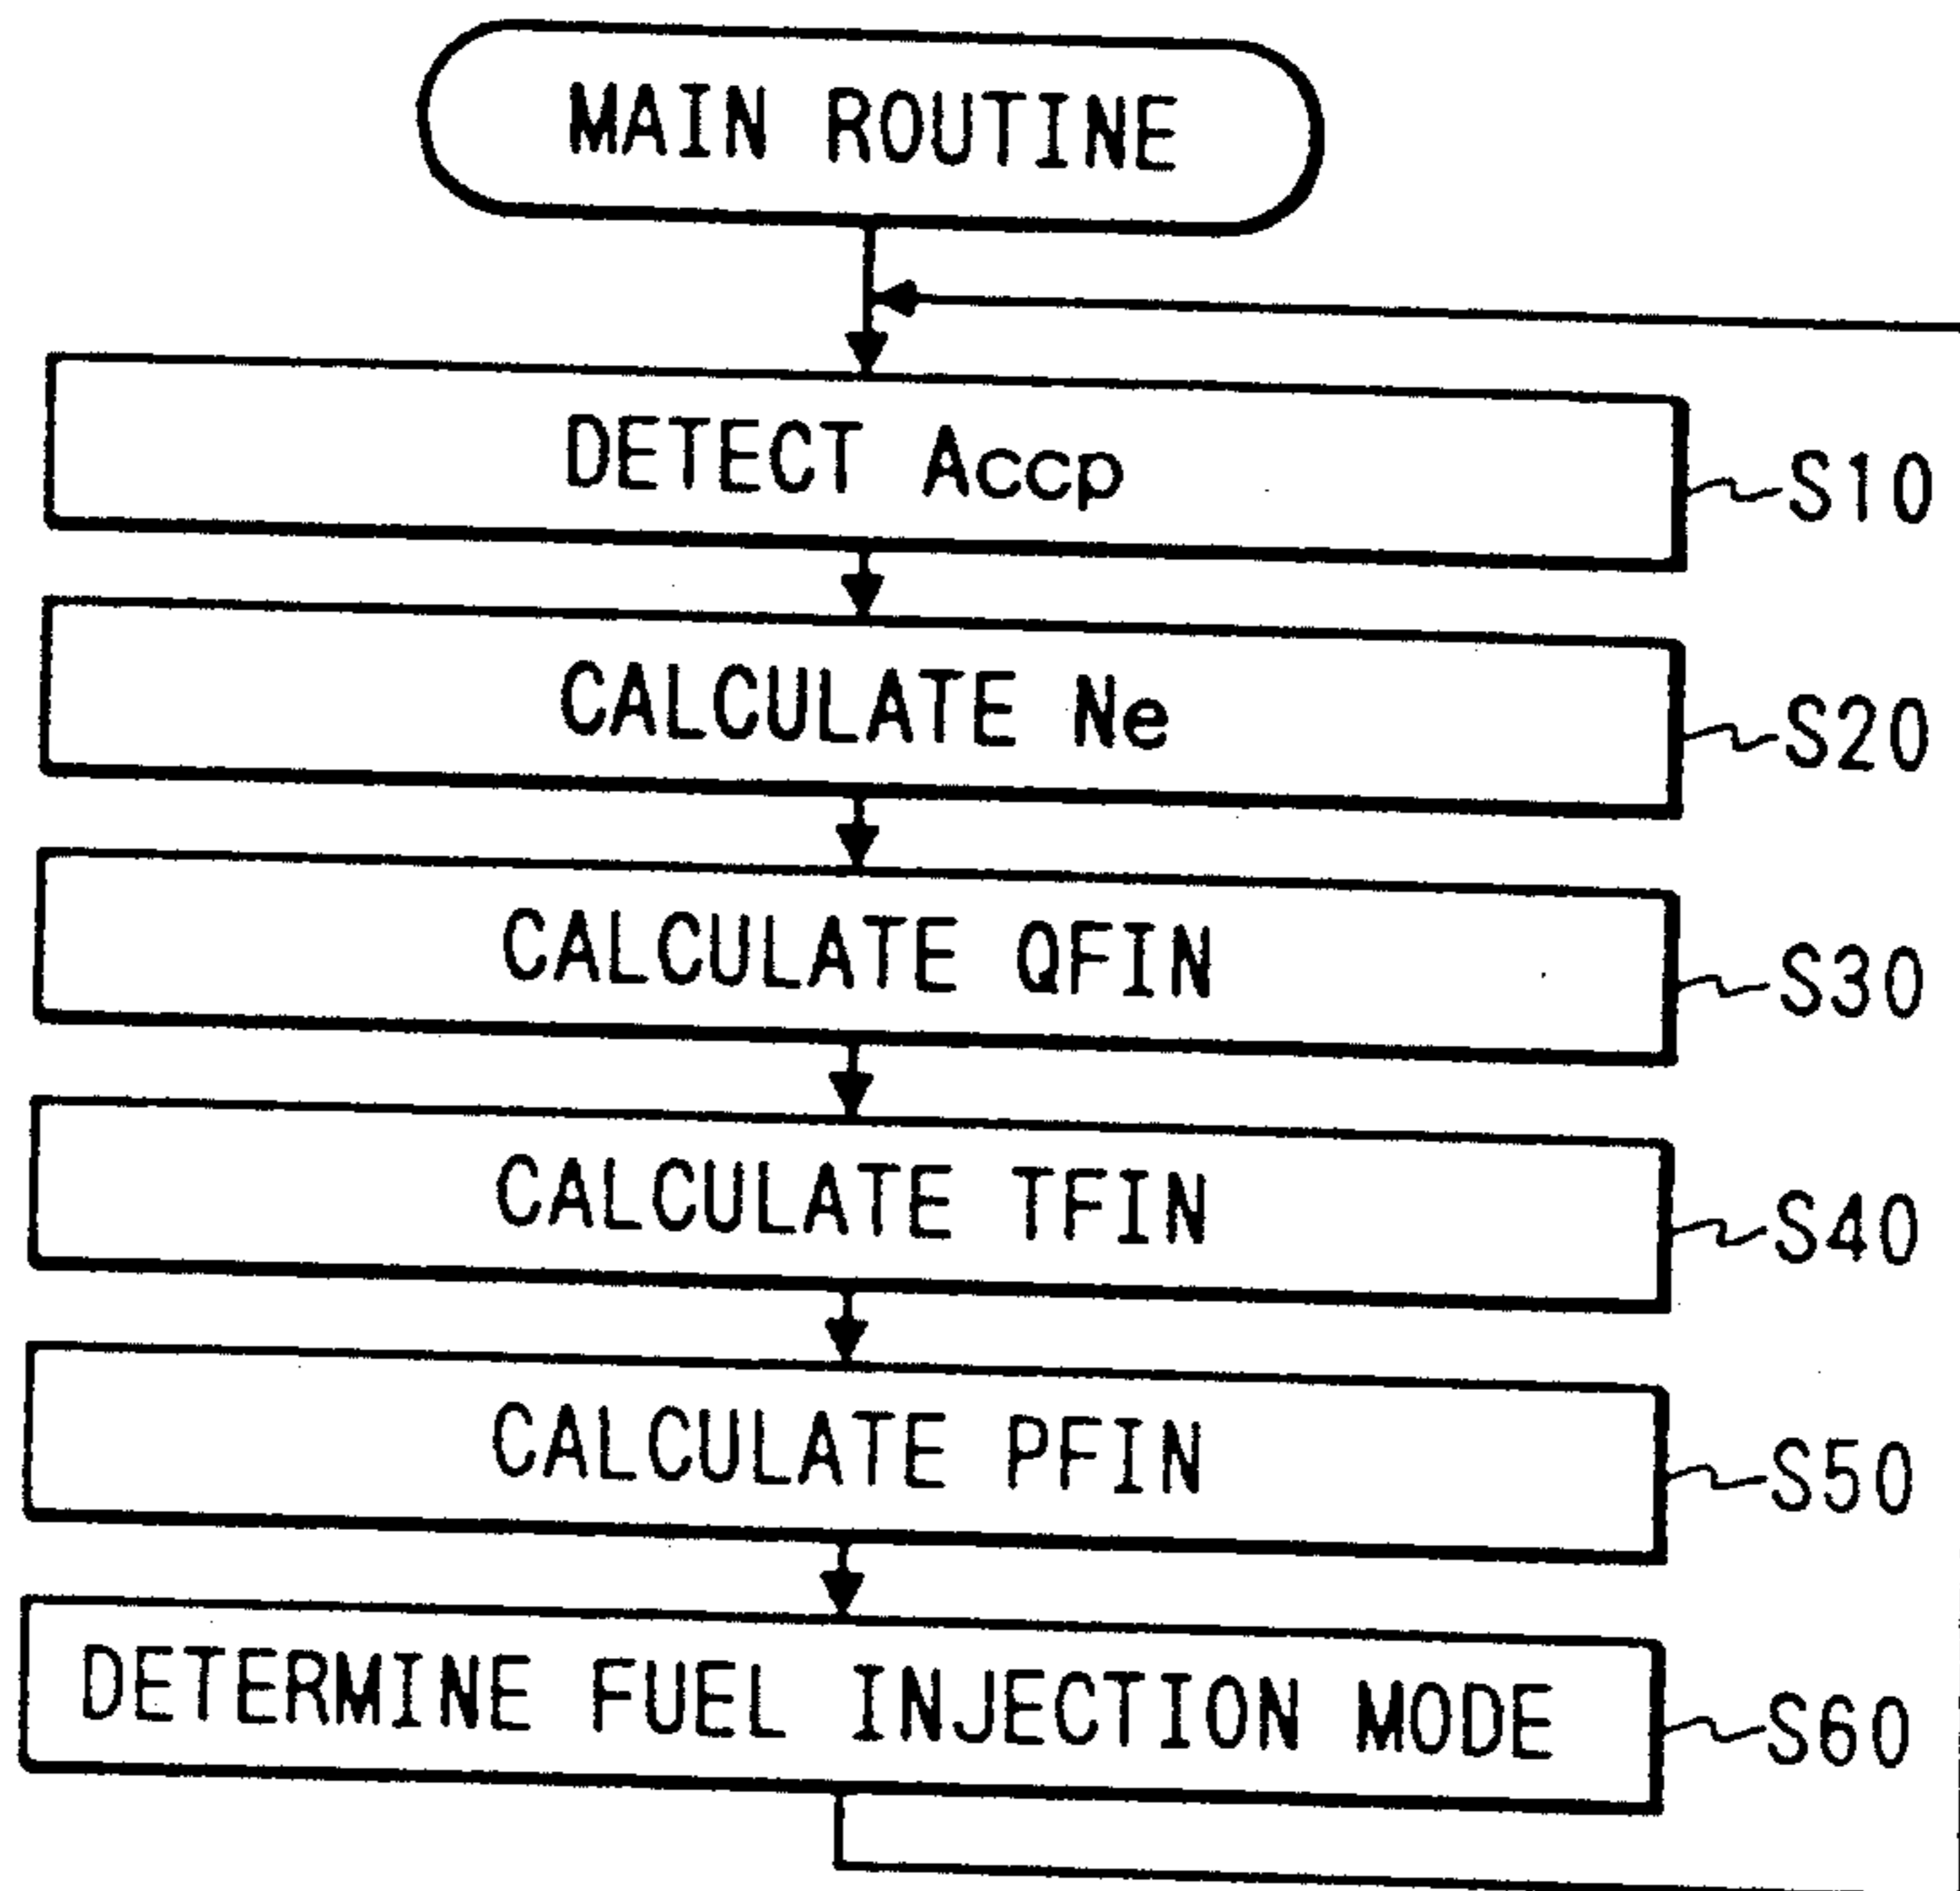 MAIN ROUTINE
DETECT Accp
S10
CALCULATE Ne
S20
CALCULATE QFIN
S30
CALCULATE TFIN
S40
CALCULATE PFIN
S50
DETERMINE FUEL INJECTION MODE
S60